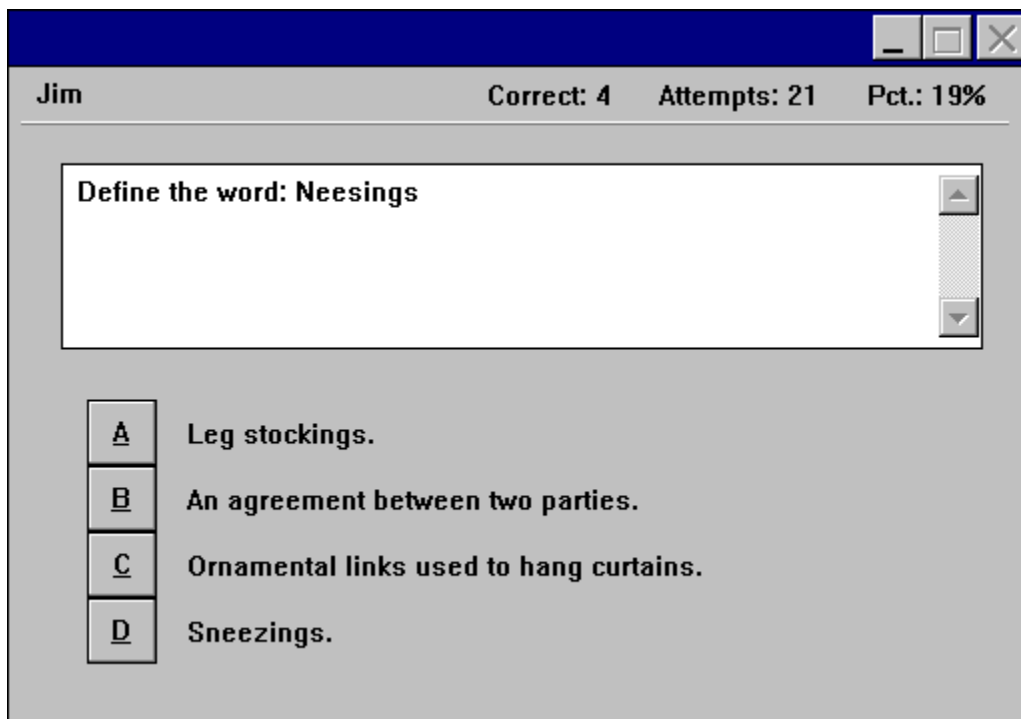 Jim Correct: 4 Attempts: 21 Pct.: 19%
Define the word: Neesings
A Leg stockings.
B An agreement between two parties.
C Ornamental links used to hang curtains.
D Sneezings.